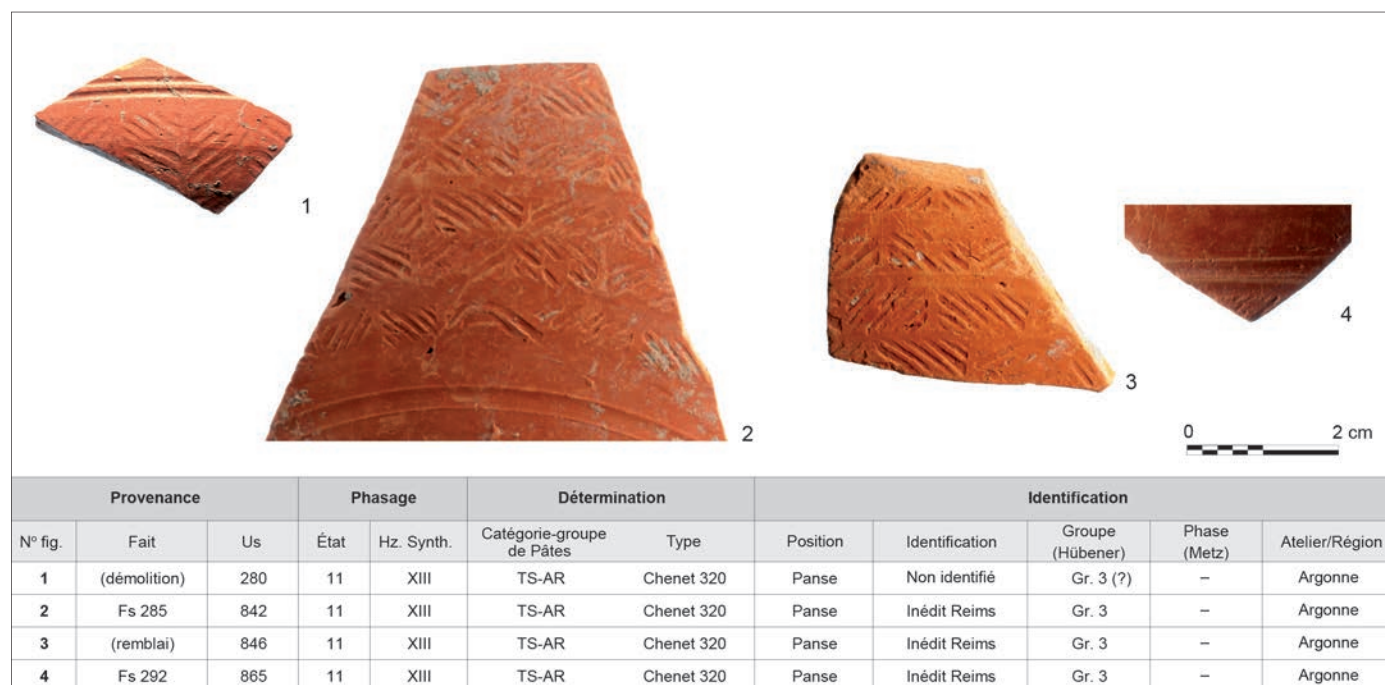 1
2
3
4
0 2 cm
Provenance Phasage Détermination Identification
N° fig. Fait Us État Hz. Synth. Catégorie-groupe de Pâtes Type Position Identification Groupe (Hübener) Phase (Metz) Atelier/Région
1 (démolition) 280 11 XIII TS-AR Chenet 320 Panse Non identifié Gr. 3 (?) – Argonne
2 Fs 285 842 11 XIII TS-AR Chenet 320 Panse Inédit Reims Gr. 3 – Argonne
3 (remblai) 846 11 XIII TS-AR Chenet 320 Panse Inédit Reims Gr. 3 – Argonne
4 Fs 292 865 11 XIII TS-AR Chenet 320 Panse Inédit Reims Gr. 3 – Argonne